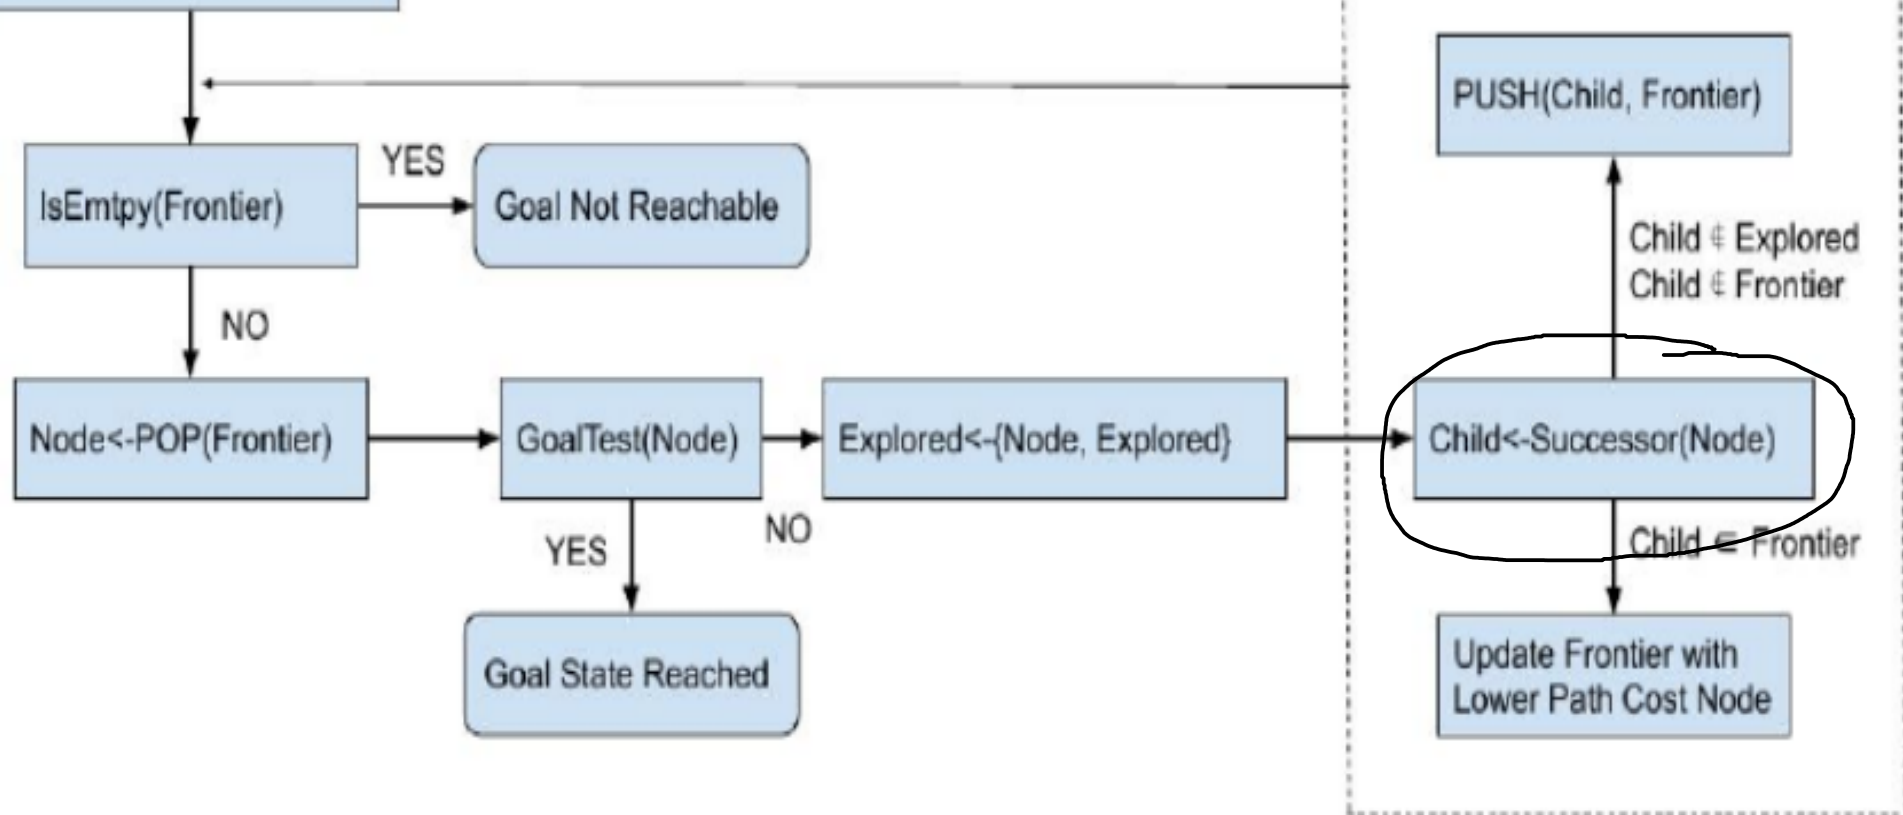 PUSH(Child, Frontier)
YES
IsEmtpy(Frontier)
Goal Not Reachable
Child ∉ Explored
Child ∉ Frontier
NO
Node<-POP(Frontier)
GoalTest(Node)
Explored<-{Node, Explored}
Child<-Successor(Node)
YES
NO
Child ∈ Frontier
Goal State Reached
Update Frontier with
Lower Path Cost Node